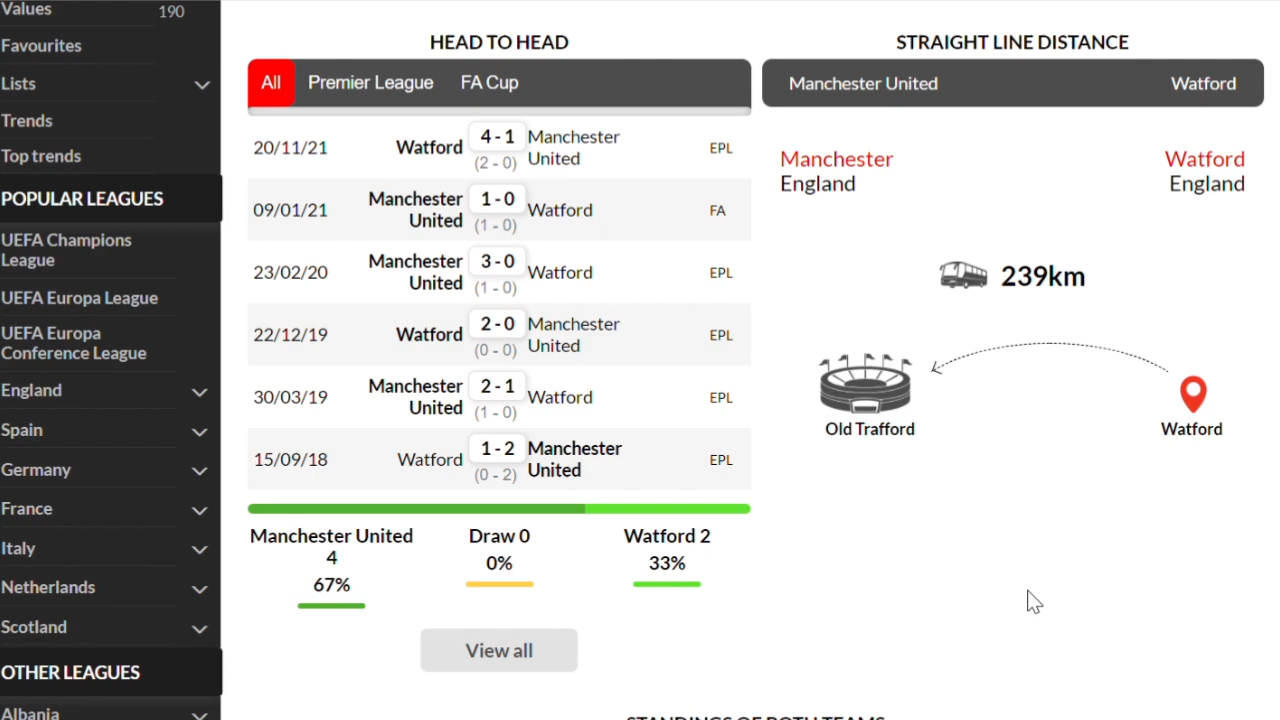 Values 190
Favourites
Lists
Trends
Top trends
POPULAR LEAGUES
UEFA Champions
League
UEFA Europa League
UEFA Europa
Conference League
England
Spain
Germany
France
Italy
Netherlands
Scotland
OTHER LEAGUES
Albania
HEAD TO HEAD
All Premier League FA Cup
20/11/21 Watford 4 - 1 Manchester
(2 - 0) United EPL
09/01/21 Manchester 1 - 0 Watford FA
United (1 - 0)
23/02/20 Manchester 3 - 0 Watford EPL
United (1 - 0)
22/12/19 Watford 2 - 0 Manchester
(0 - 0) United EPL
30/03/19 Manchester 2 - 1 Watford EPL
United (1 - 0)
15/09/18 Watford 1 - 2 Manchester
(0 - 2) United EPL
Manchester United Draw 0 Watford 2
4 0% 33%
67%
View all
STRAIGHT LINE DISTANCE
Manchester United Watford
Manchester Watford
England England
239km
Old Trafford Watford
STANDINGS OF BOTH TEAMS